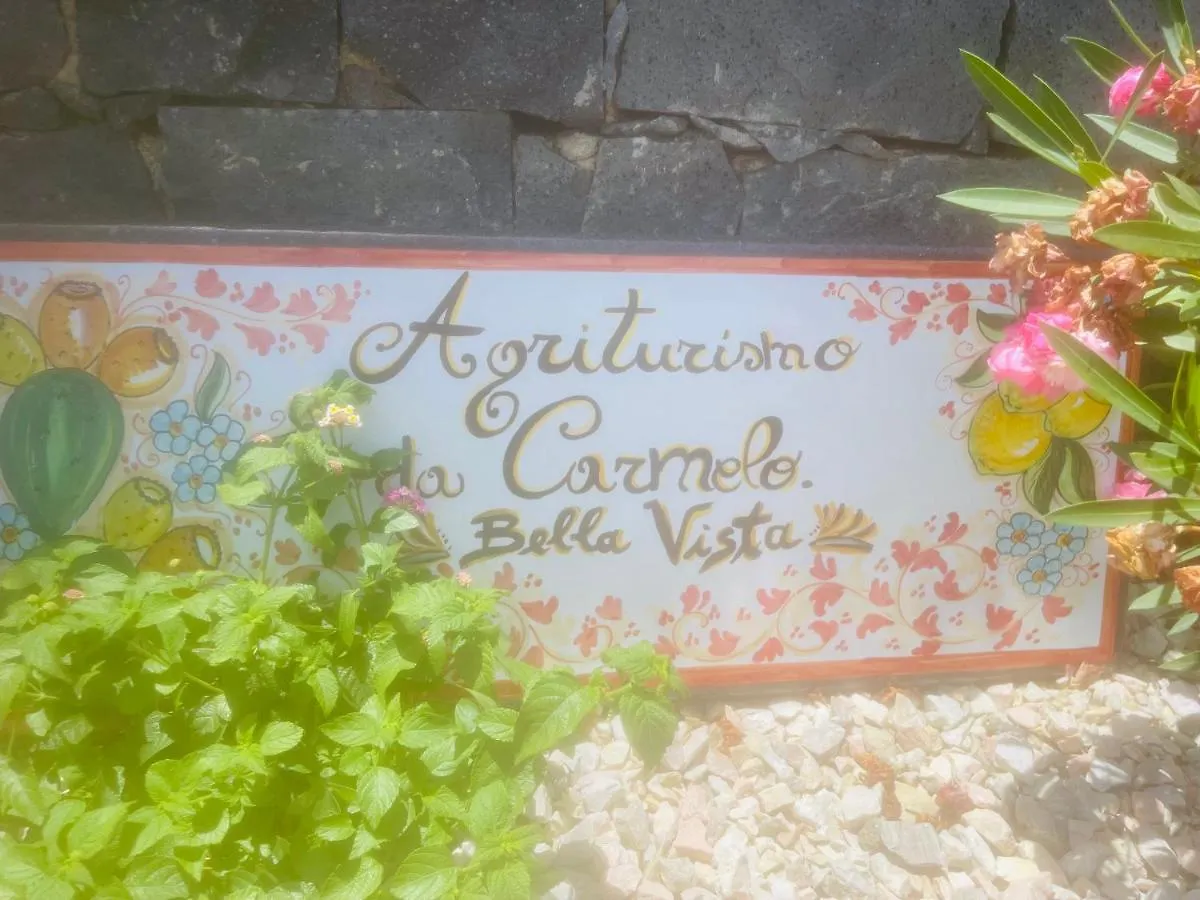 Agriturismo
da Carmelo.
Bella Vista